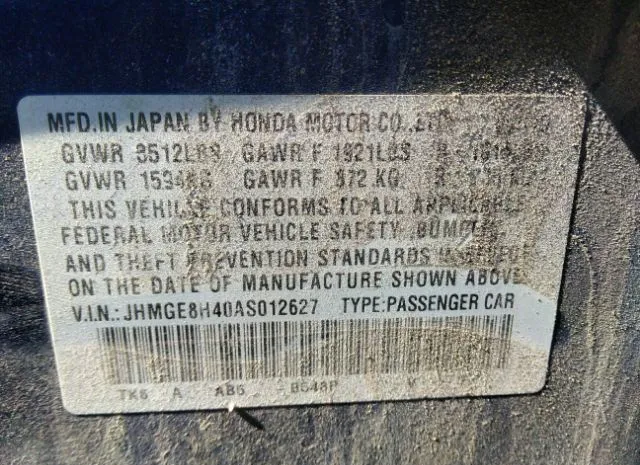 MFD.IN JAPAN BY HONDA MOTOR CO.,LTD
GVWR 3512LBS GAWR F 1921LBS R
GVWR 1594KG GAWR F 872 KG R
THIS VEHICLE CONFORMS TO ALL APPLICABLE
FEDERAL MOTOR VEHICLE SAFETY, BUMPER,
AND THEFT PREVENTION STANDARDS IN EFFECT
ON THE DATE OF MANUFACTURE SHOWN ABOVE.
V.I.N.:JHMGE8H40AS012627 TYPE:PASSENGER CAR
TK6 A AB5 B548P